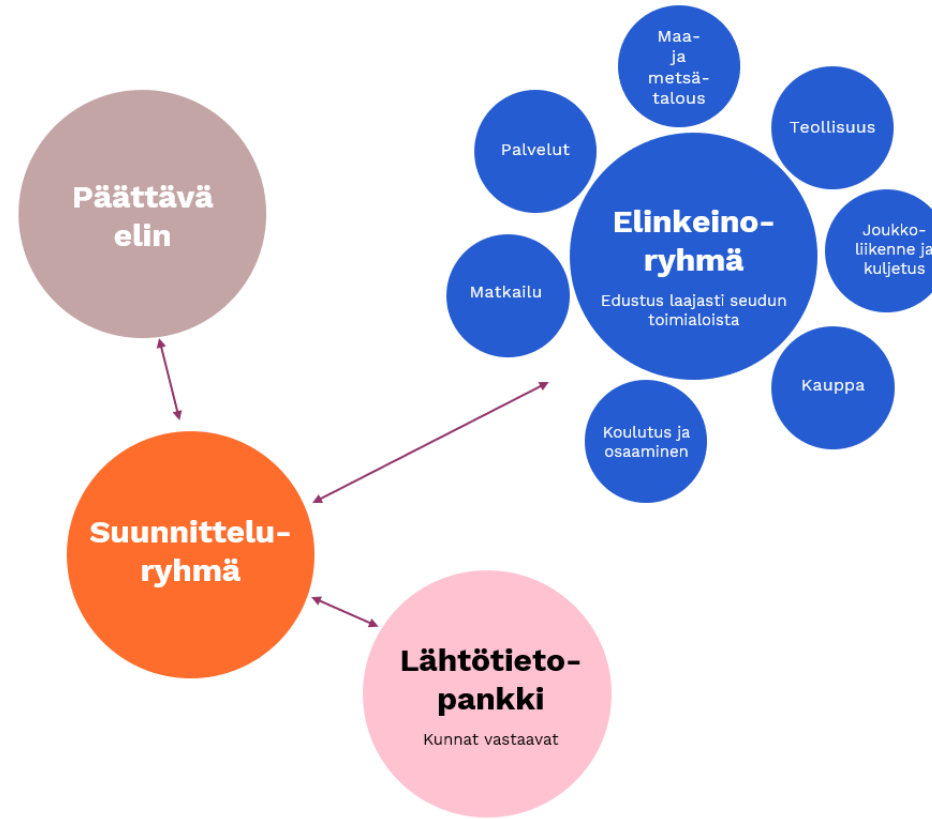 Päättävä
elin
Maa-
ja
metsä-
talous
Palvelut
Teollisuus
Elinkeino-
ryhmä
Edustus laajasti seudun
toimialoista
Joukko-
liikenne ja
kuljetus
Matkailu
Kauppa
Koulutus ja
osaaminen
Suunnittelu-
ryhmä
Lähtötieto-
pankki
Kunnat vastaavat